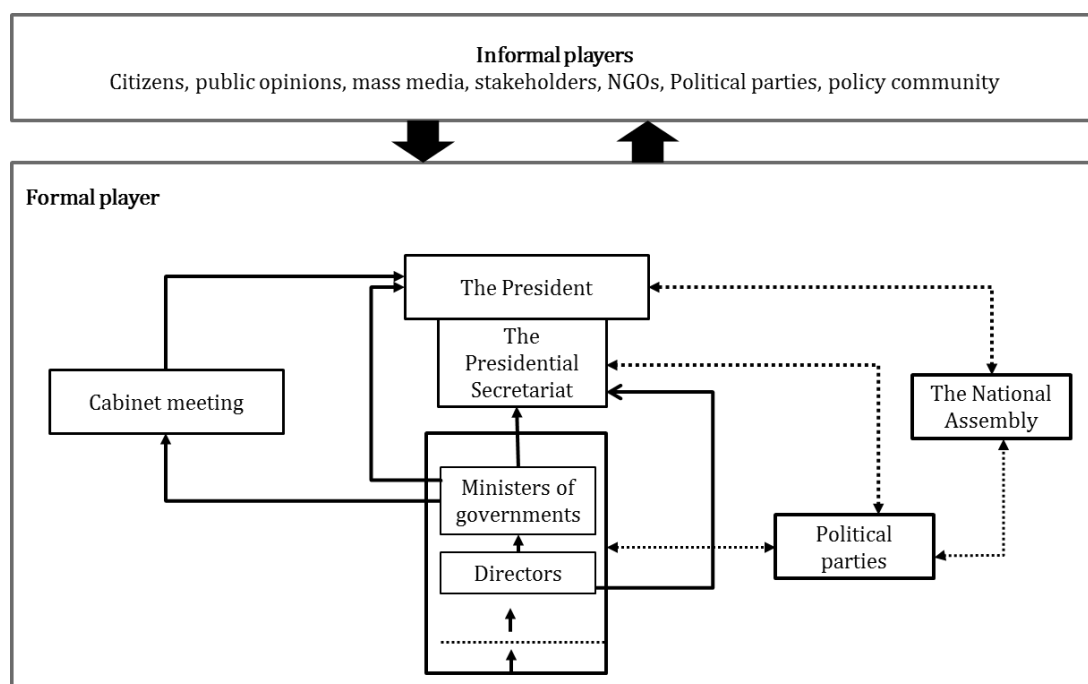 Informal players
Citizens, public opinions, mass media, stakeholders, NGOs, Political parties, policy community
Formal player
The President
The
Presidential
Secretariat
Cabinet meeting
The National
Assembly
Ministers of
governments
Political
parties
Directors